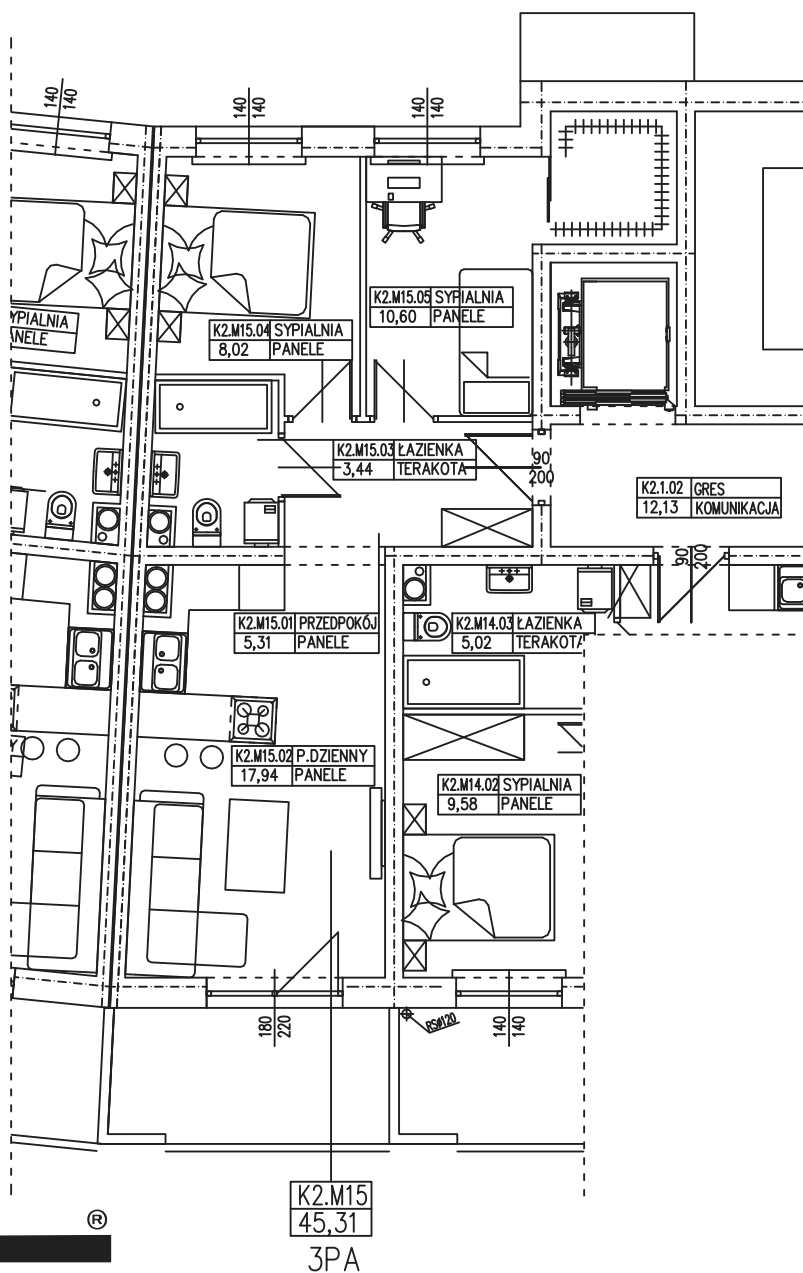 140
140
140
140
140
140
YPIALNIA
ANELE
K2.M15.04 SYPIALNIA
8,02 PANELE
K2.M15.05 SYPIALNIA
10,60 PANELE
K2.M15.03 ŁAZIENKA
3,44 TERAKOTA
90
200
K2.1.02 GRES
12,13 KOMUNIKACJA
90
200
K2.M15.01 PRZEDPOKÓJ
5,31 PANELE
K2.M14.03 ŁAZIENKA
5,02 TERAKOTA
K2.M15.02 P.DZIENNY
17,94 PANELE
K2.M14.02 SYPIALNIA
9,58 PANELE
180
220
RSø120
140
140
K2.M15
45,31
3PA
®